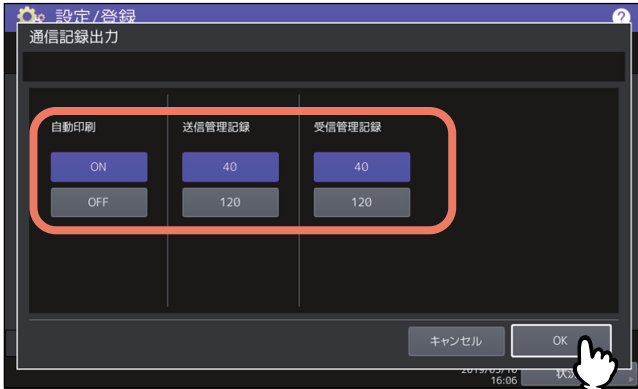 設定/登録
?
通信記録出力
自動印刷 送信管理記録 受信管理記録
ON 40 40
OFF 120 120
キャンセル OK
16:06